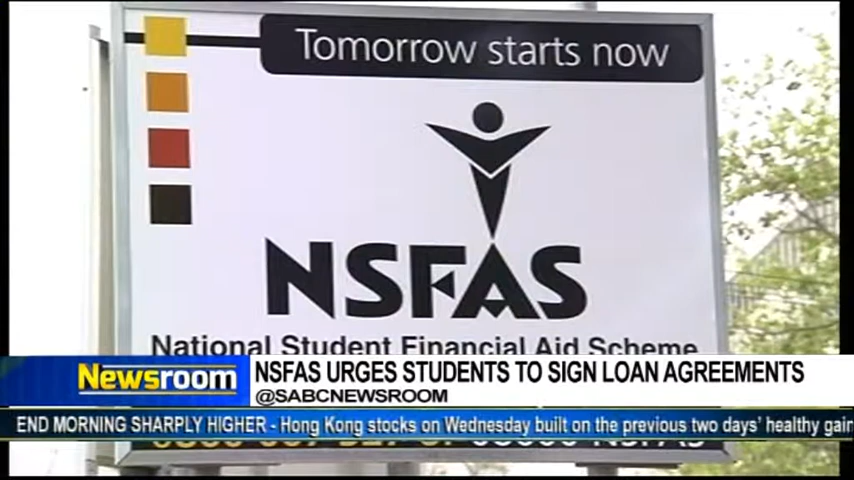 Tomorrow starts now
NSFAS
National Student Financial Aid Scheme
Newsroom
NSFAS URGES STUDENTS TO SIGN LOAN AGREEMENTS
@SABCNEWSROOM
END MORNING SHARPLY HIGHER - Hong Kong stocks on Wednesday built on the previous two days' healthy gain
NSFAS